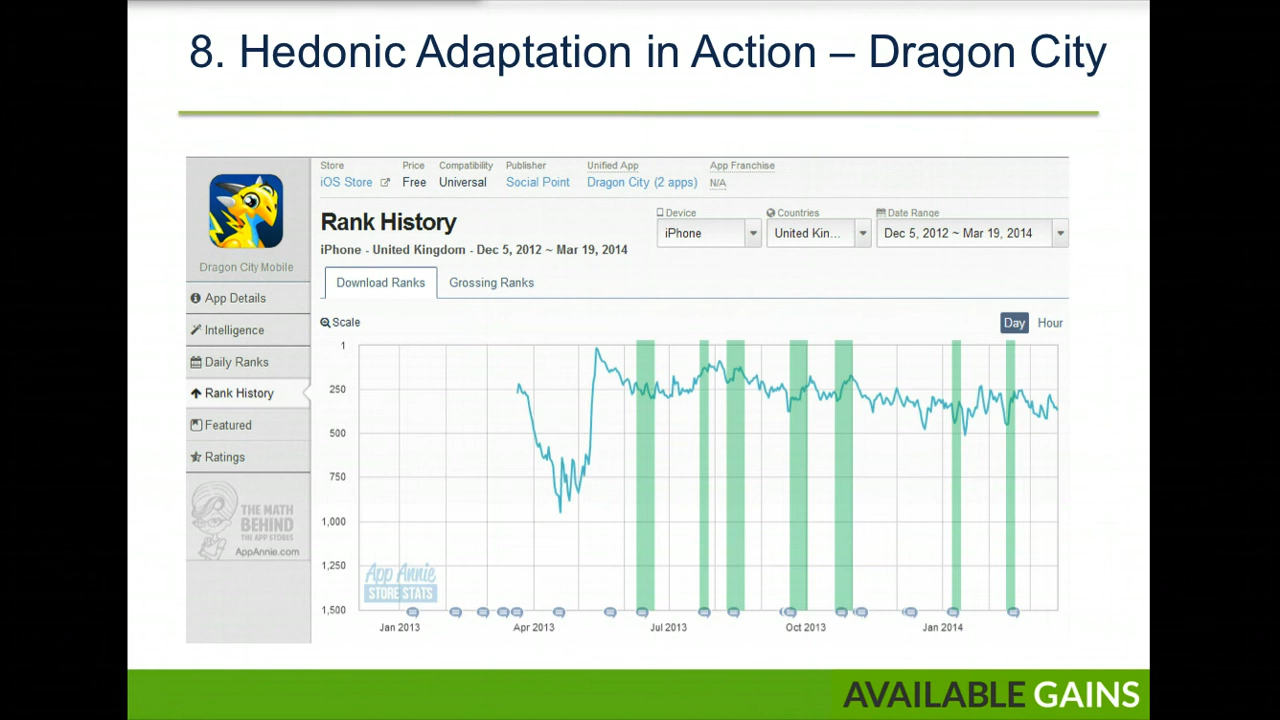 8. Hedonic Adaptation in Action – Dragon City
Store Price Compatibility Publisher Unified App App Franchise
iOS Store Free Universal Social Point Dragon City (2 apps) N/A
Rank History
Device Countries Date Range
iPhone United Kin... Dec 5, 2012 ~ Mar 19, 2014
iPhone - United Kingdom - Dec 5, 2012 ~ Mar 19, 2014
Dragon City Mobile
Download Ranks Grossing Ranks
App Details
Intelligence
Daily Ranks
Rank History
Featured
Ratings
THE MATH
BEHIND
THE APP STORES
AppAnnie.com
Scale
Day Hour
1
250
500
750
1,000
1,250
1,500
App Annie
STORE STATS
Jan 2013 Apr 2013 Jul 2013 Oct 2013 Jan 2014
AVAILABLE GAINS